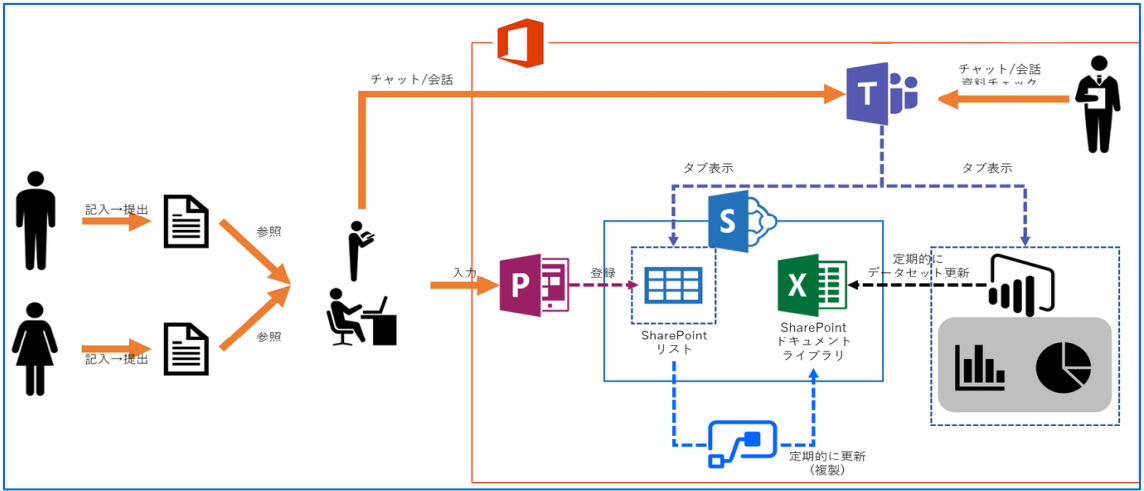 チャット/会話
チャット/会話
資料チェック
T
タブ表示
タブ表示
記入→提出
参照
S
入力
P
登録
X
定期的に
データセット更新
SharePoint
リスト
SharePoint
ドキュメント
ライブラリ
記入→提出
参照
定期的に更新
(複製)